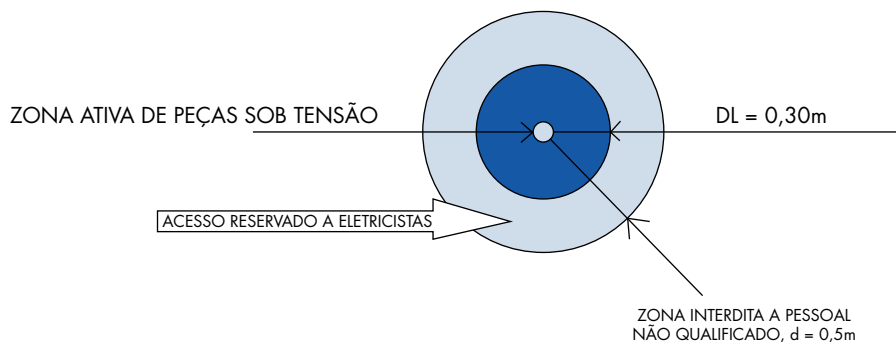 ZONA ATIVA DE PEÇAS SOB TENSÃO
DL = 0,30m
ACESSO RESERVADO A ELETRICISTAS
ZONA INTERDITA A PESSOAL
NÃO QUALIFICADO, d = 0,5m